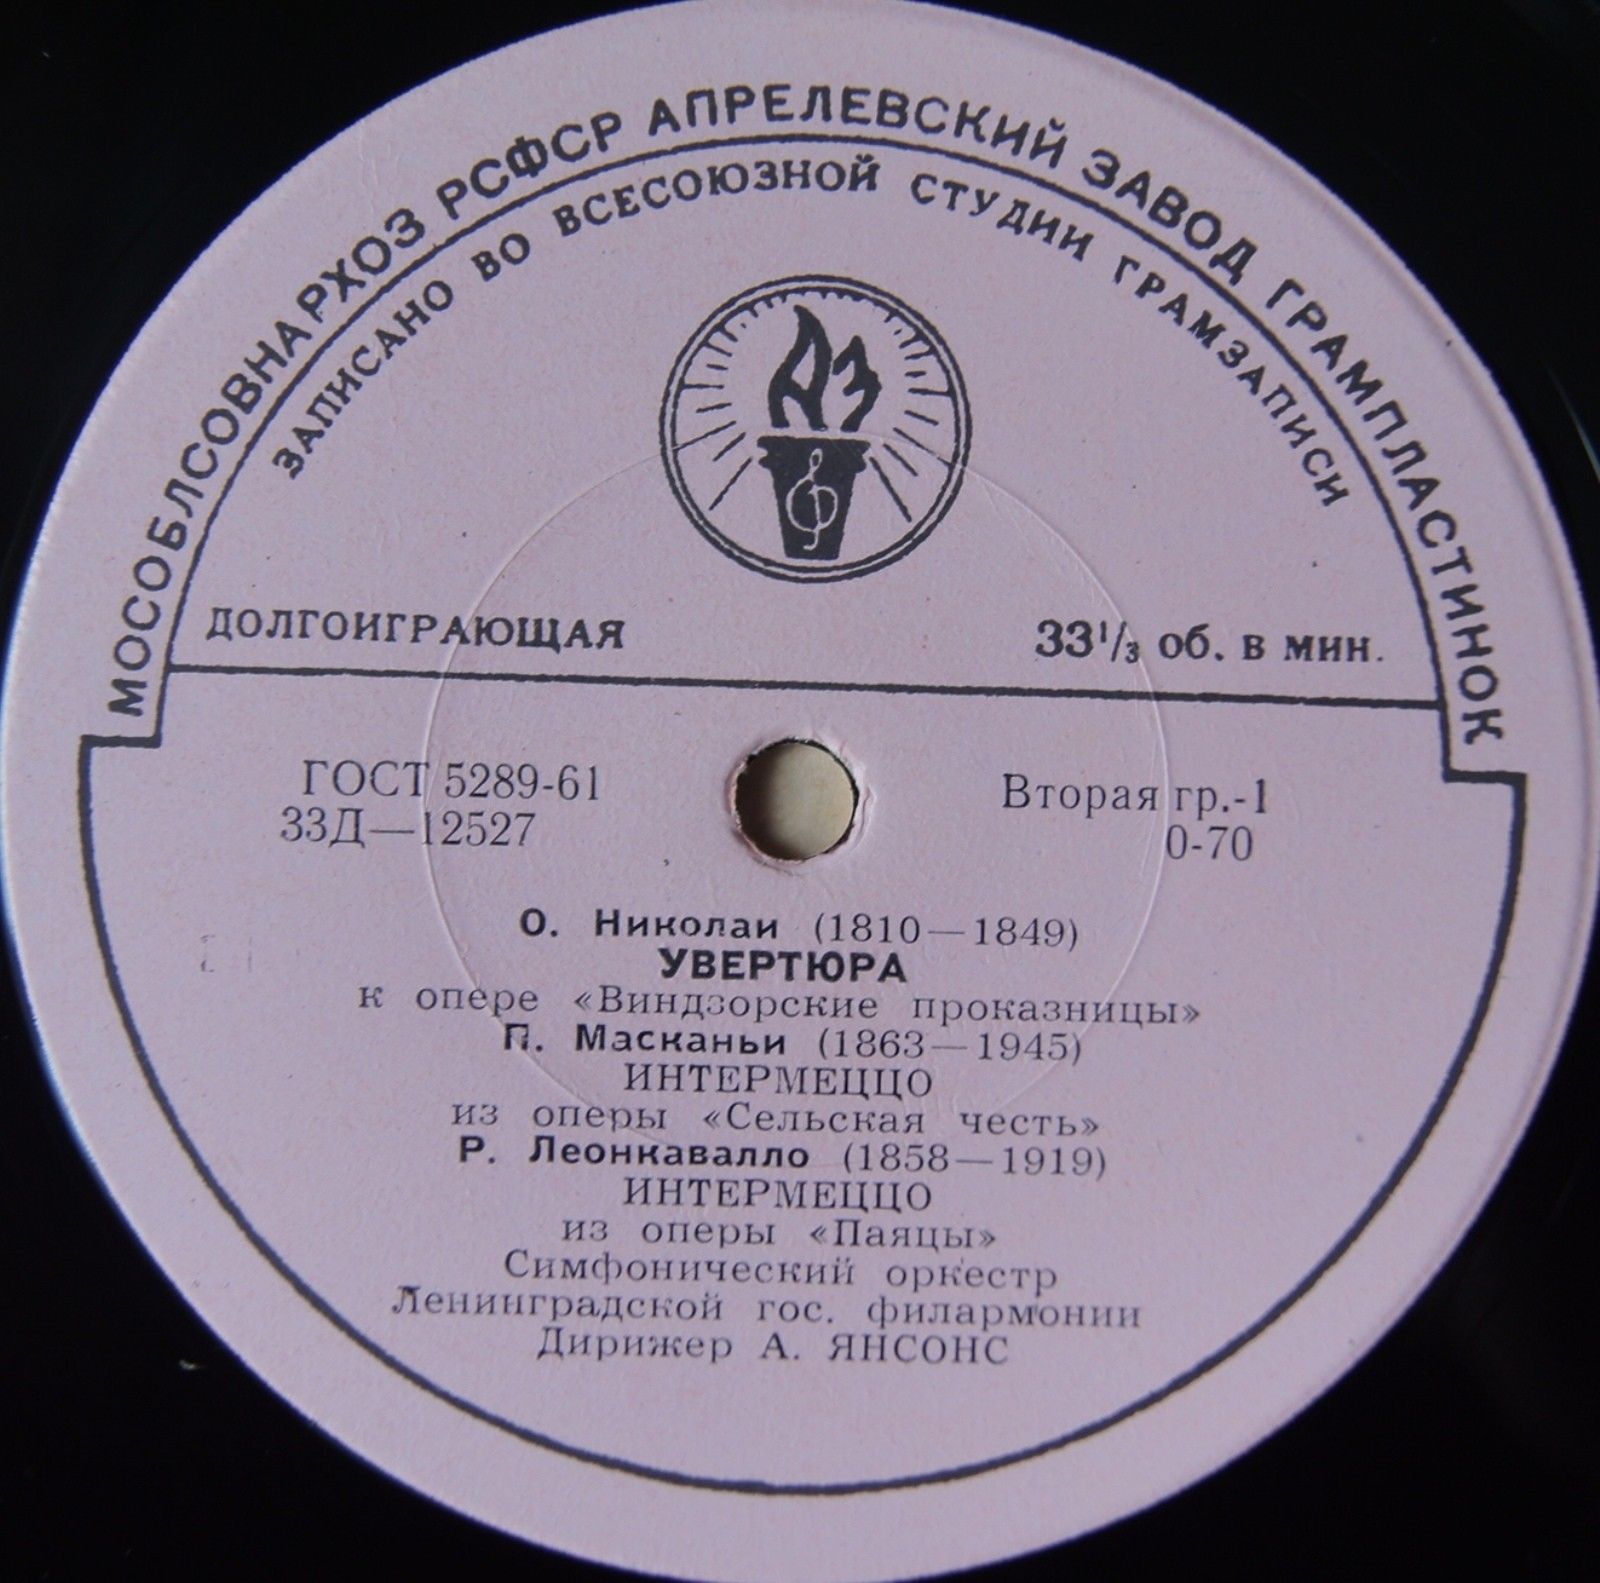 МОСОБЛСОВНАРХОЗ РСФСР АПРЕЛЕВСКИЙ ЗАВОД ГРАМПЛАСТИНОК
ЗАПИСАНО ВО ВСЕСОЮЗНОЙ СТУДИИ ГРАМЗАПИСИ
АЗ
ДОЛГОИГРАЮЩАЯ 33 1/3 об. в мин.
ГОСТ 5289-61 Вторая гр.-1
33Д—12527 0-70
О. Николаи (1810—1849)
УВЕРТЮРА
к опере «Виндзорские проказницы»
П. Масканьи (1863—1945)
ИНТЕРМЕЦЦО
из оперы «Сельская честь»
Р. Леонкавалло (1858—1919)
ИНТЕРМЕЦЦО
из оперы «Паяцы»
Симфонический оркестр
Ленинградской гос. филармонии
Дирижер А. ЯНСОНС